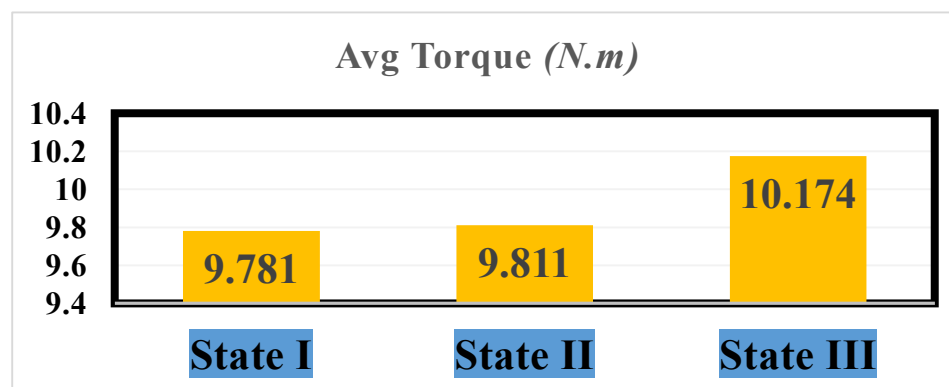 Avg Torque (N.m)
10.4
10.2
10
9.8
9.6
9.4
9.781
9.811
10.174
State I
State II
State III